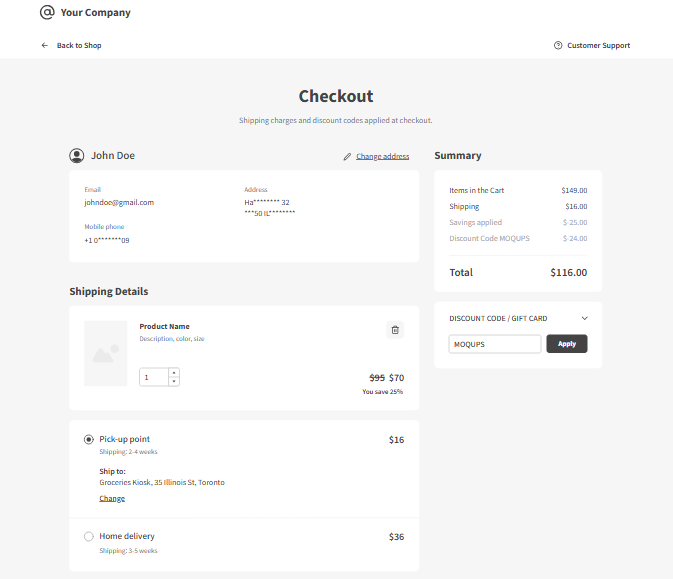 Your Company
Back to Shop
Customer Support
Checkout
Shipping charges and discount codes applied at checkout.
John Doe
Change address
Email
johndoe@gmail.com
Address
Ha******** 32
***50 IL********
Mobile phone
+1 0*******09
Summary
Items in the Cart $149.00
Shipping $16.00
Savings applied $-25.00
Discount Code MOQUPS $-24.00
Total $116.00
DISCOUNT CODE / GIFT CARD
MOQUPS Apply
Shipping Details
Product Name
Description, color, size
1
$95 $70
You save 25%
Pick-up point $16
Shipping: 2-4 weeks
Ship to:
Groceries Kiosk, 35 Illinois St, Toronto
Change
Home delivery $36
Shipping: 3-5 weeks